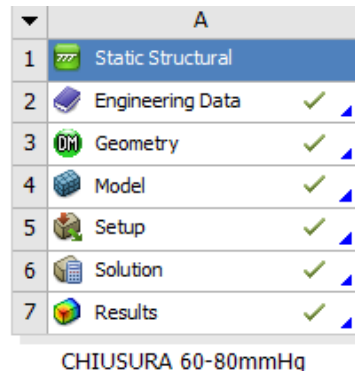 A
1 Static Structural
2 Engineering Data
3 Geometry
4 Model
5 Setup
6 Solution
7 Results
CHIUSURA 60-80mmHg